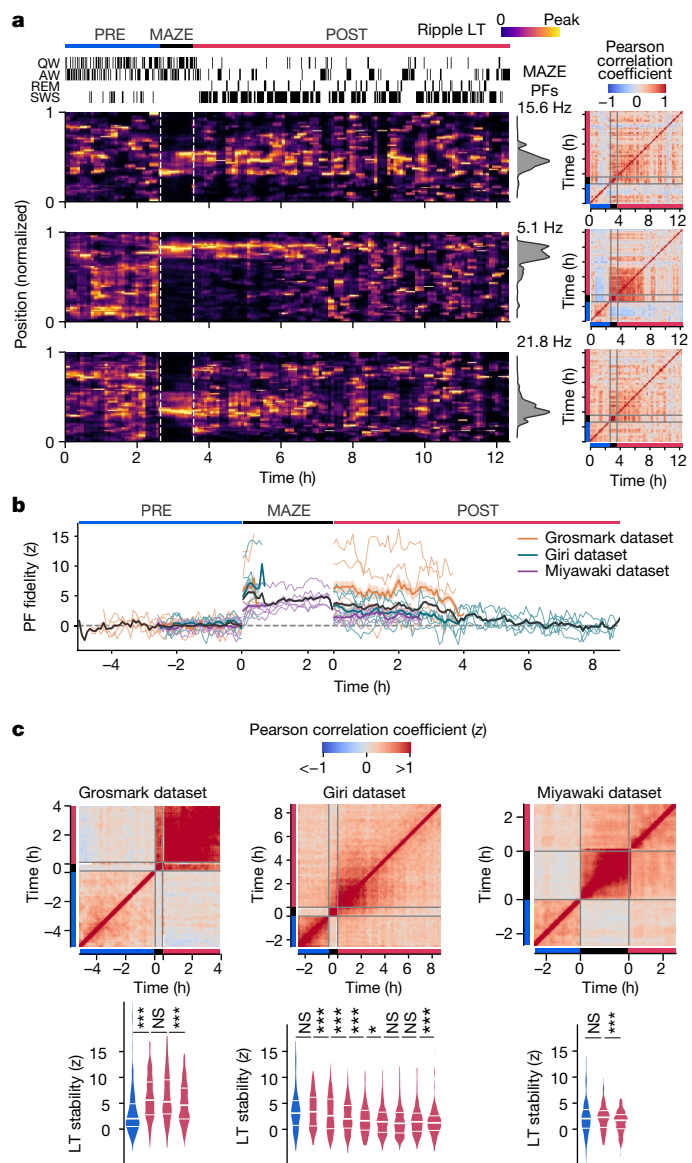 a
Ripple LT
0 Peak
PRE MAZE POST
QW
AW
REM
SWS
MAZE
PFs
Pearson
correlation
coefficient
−1 1
1
0
15.6 Hz
Time (h)
0 4 8 12
1
0
5.1 Hz
Time (h)
0 4 8 12
1
0
21.8 Hz
Time (h)
0 4 8 12
Time (h)
Position (normalized)
0 2 4 6 8 10 12
Time (h)
b
PRE MAZE POST
PF fidelity (z)
15
10
5
0
Grosmark dataset
Giri dataset
Miyawaki dataset
−4 −2 0 2 0 2 4 6 8
Time (h)
c
Pearson correlation coefficient (z)
<−1 0 >1
Grosmark dataset
Time (h)
4
2
0
−2
−4
−4 −2 0 0 2 4
Time (h)
Giri dataset
Time (h)
8
6
4
2
0
−2
−2 0 2 4 6 8
Time (h)
Miyawaki dataset
Time (h)
2
0
0
−2
−2 0 0 2
Time (h)
LT stability (z)
15
10
5
0
*** NS ***
LT stability (z)
15
10
5
0
NS *** *** *** * NS NS ***
LT stability (z)
15
10
5
0
NS ***